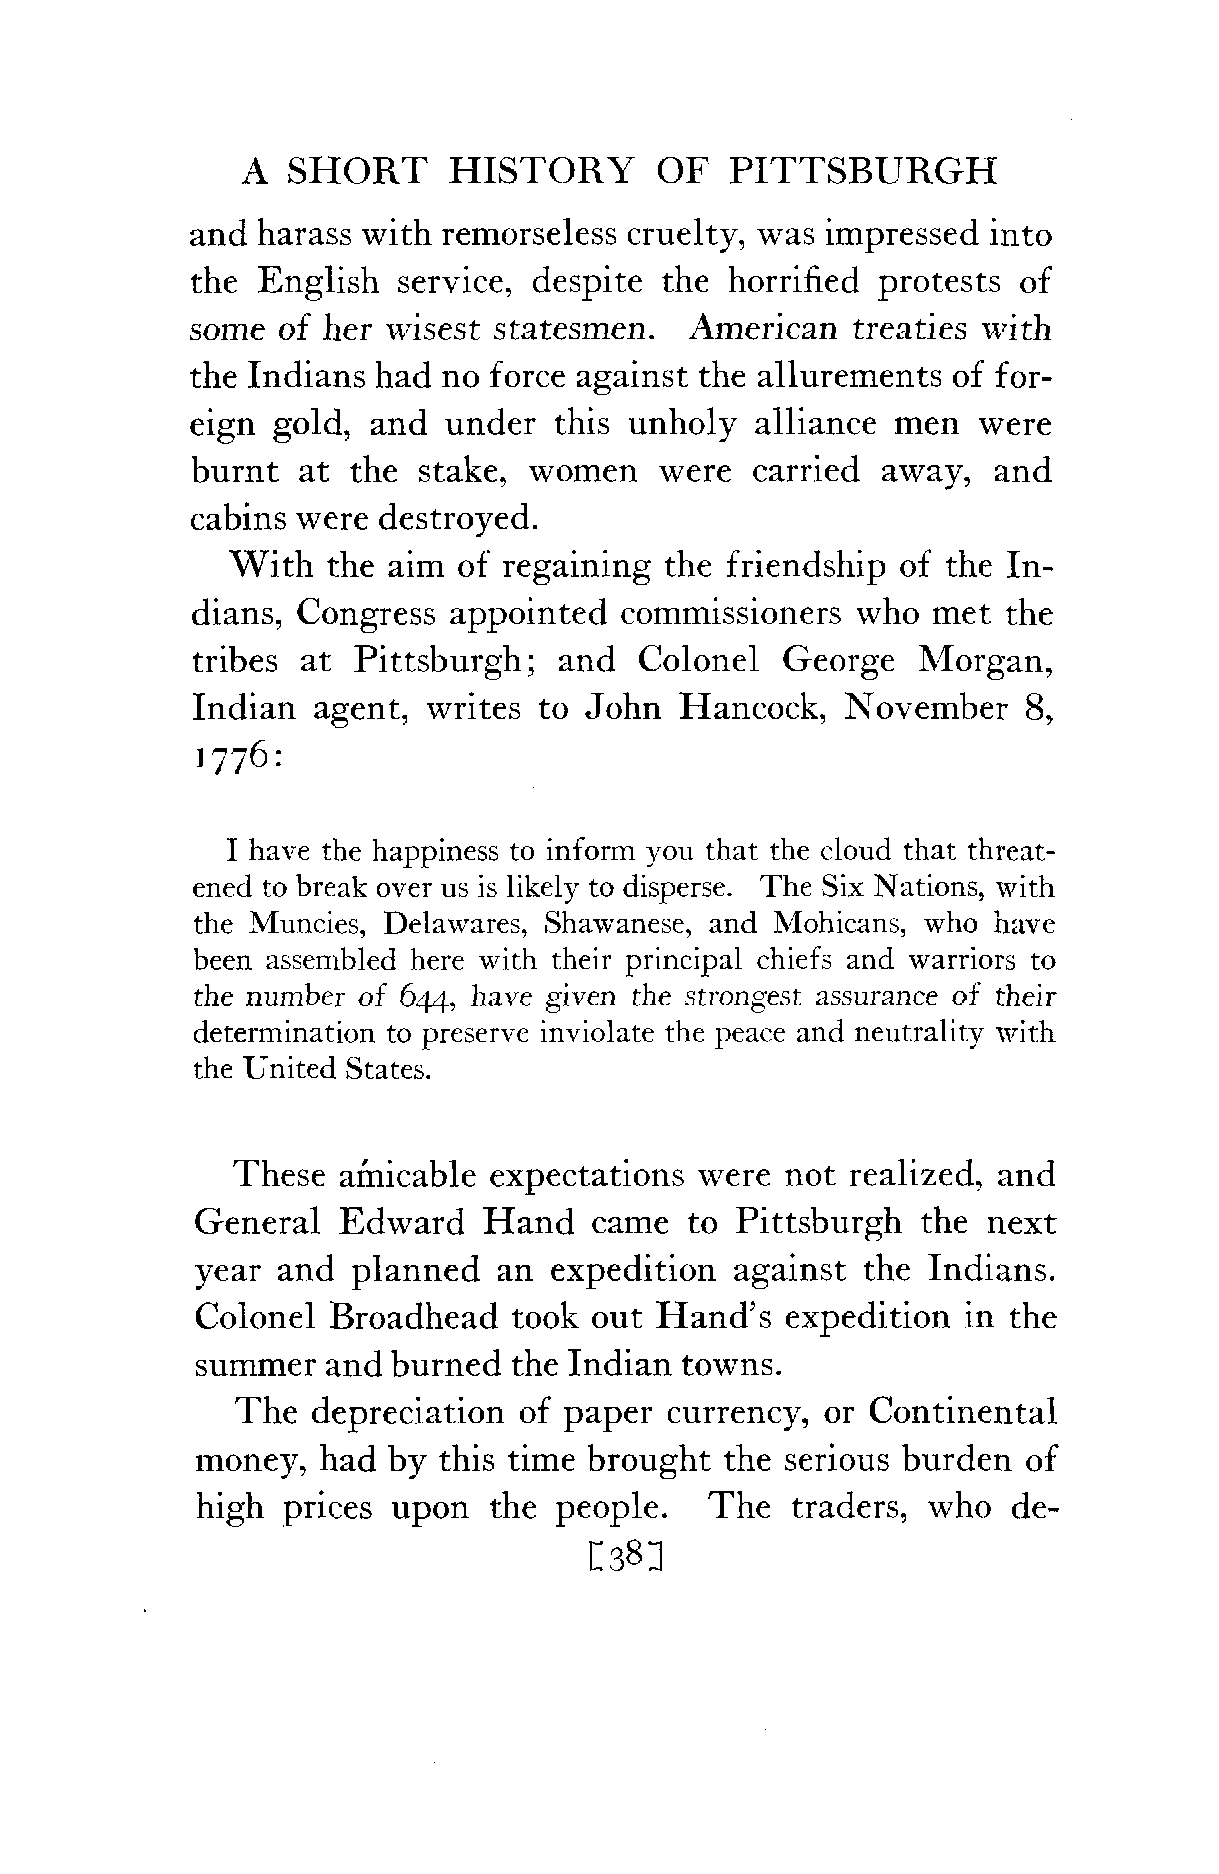 A SHORT HISTORY OF PITTSBURGH
and harass with remorseless cruelty, was impressed into
the English service, despite the horrified protests of
some of her wisest statesmen. American treaties with
the Indians had no force against the allurements of for-
eign gold, and under this unholy alliance men were
burnt at the stake, women were carried away, and
cabins were destroyed.
With the aim of regaining the friendship of the In-
dians, Congress appointed commissioners who met the
tribes at Pittsburgh; and Colonel George Morgan,
Indian agent, writes to John Hancock, November 8,
1776:
I have the happiness to inform you that the cloud that threat-
ened to break over us is likely to disperse. The Six Nations, with
the Muncies, Delawares, Shawanese, and Mohicans, who have
been assembled here with their principal chiefs and warriors to
the number of 644, have given the strongest assurance of their
determination to preserve inviolate the peace and neutrality with
the United States.
These amicable expectations were not realized, and
General Edward Hand came to Pittsburgh the next
year and planned an expedition against the Indians.
Colonel Broadhead took out Hand's expedition in the
summer and burned the Indian towns.
The depreciation of paper currency, or Continental
money, had by this time brought the serious burden of
high prices upon the people. The traders, who de-
[38]